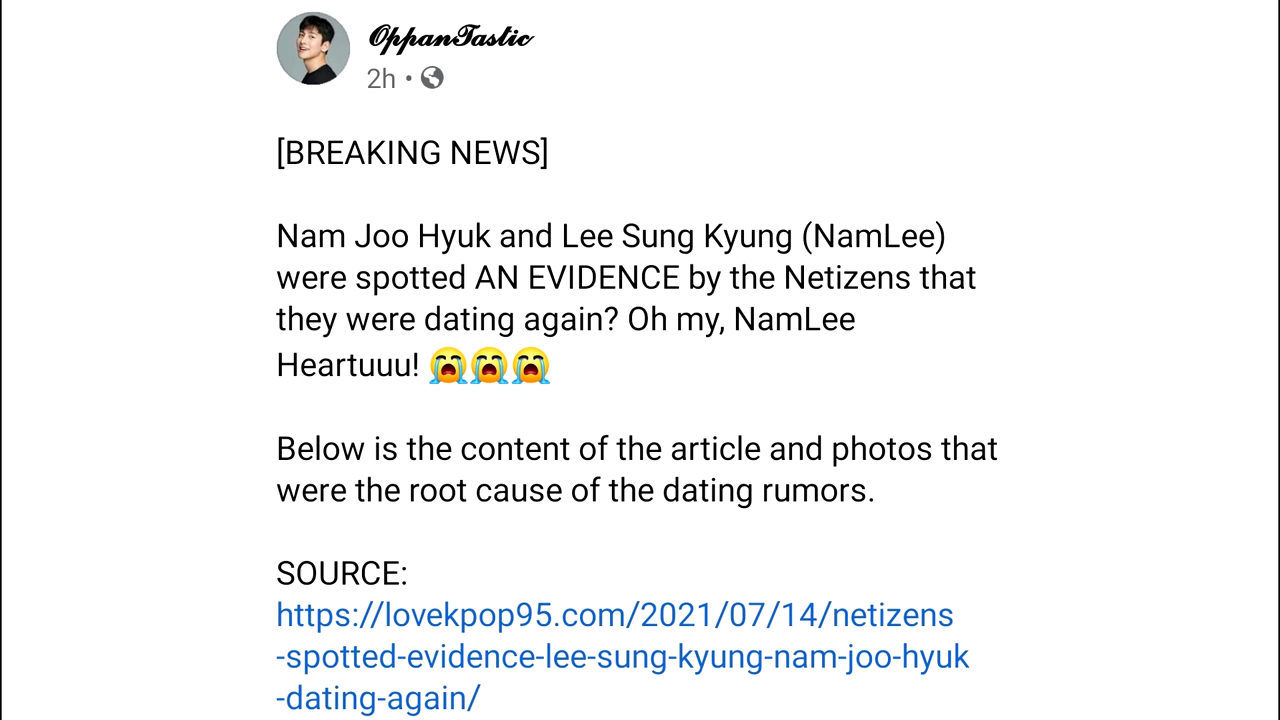 OppanTastic
2h •
[BREAKING NEWS]
Nam Joo Hyuk and Lee Sung Kyung (NamLee)
were spotted AN EVIDENCE by the Netizens that
they were dating again? Oh my, NamLee
Heartuuu! 😭😭😭
Below is the content of the article and photos that
were the root cause of the dating rumors.
SOURCE:
https://lovekpop95.com/2021/07/14/netizens
-spotted-evidence-lee-sung-kyung-nam-joo-hyuk
-dating-again/